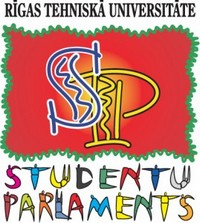 RĪGAS TEHNISKĀ UNIVERSITĀTE
SP
STUDENTU
PARLAMENTS